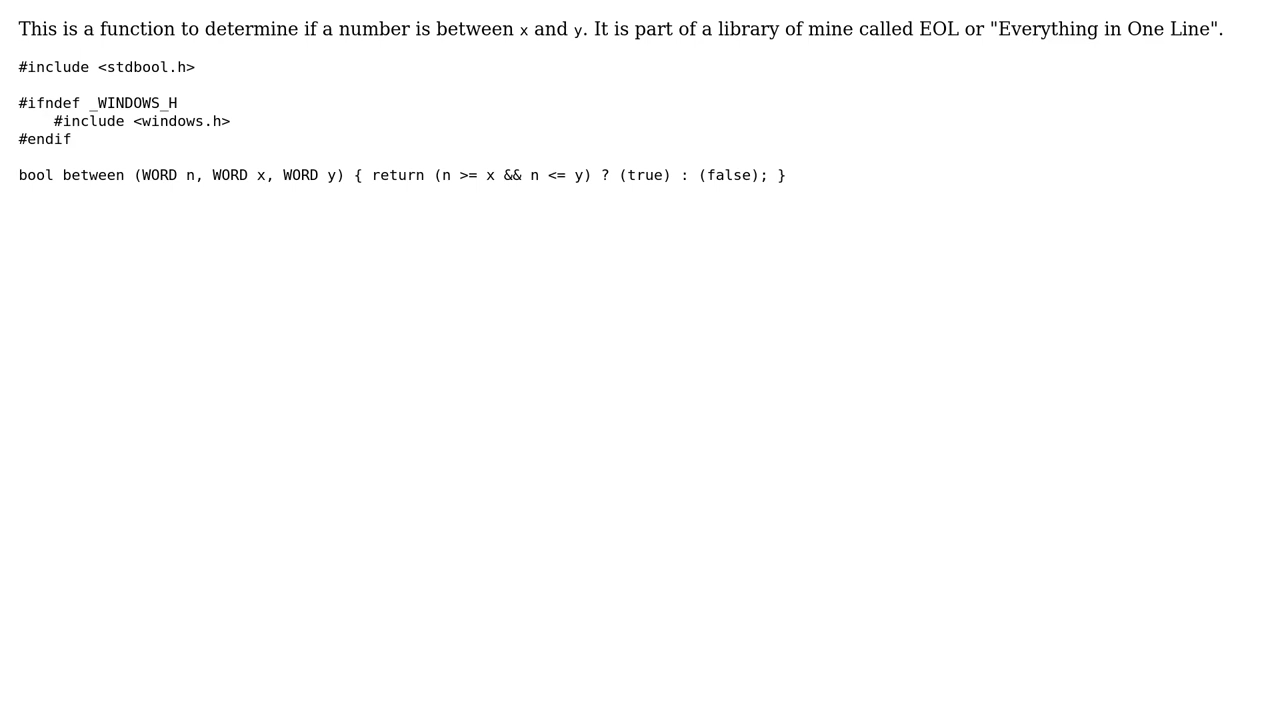 This is a function to determine if a number is between x and y. It is part of a library of mine called EOL or "Everything in One Line".
#include <stdbool.h>
#ifndef _WINDOWS_H
    #include <windows.h>
#endif
bool between (WORD n, WORD x, WORD y) { return (n >= x && n <= y) ? (true) : (false); }